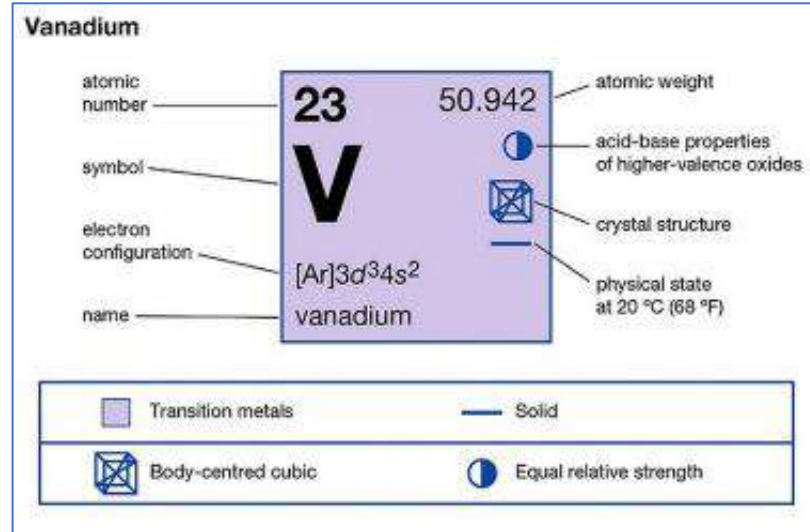 Vanadium
atomic
number
23
50.942
atomic weight
symbol
V
acid-base properties
of higher-valence oxides
crystal structure
electron
configuration
[Ar]3d³4s²
physical state
at 20 ºC (68 ºF)
name
vanadium
Transition metals
Solid
Body-centred cubic
Equal relative strength